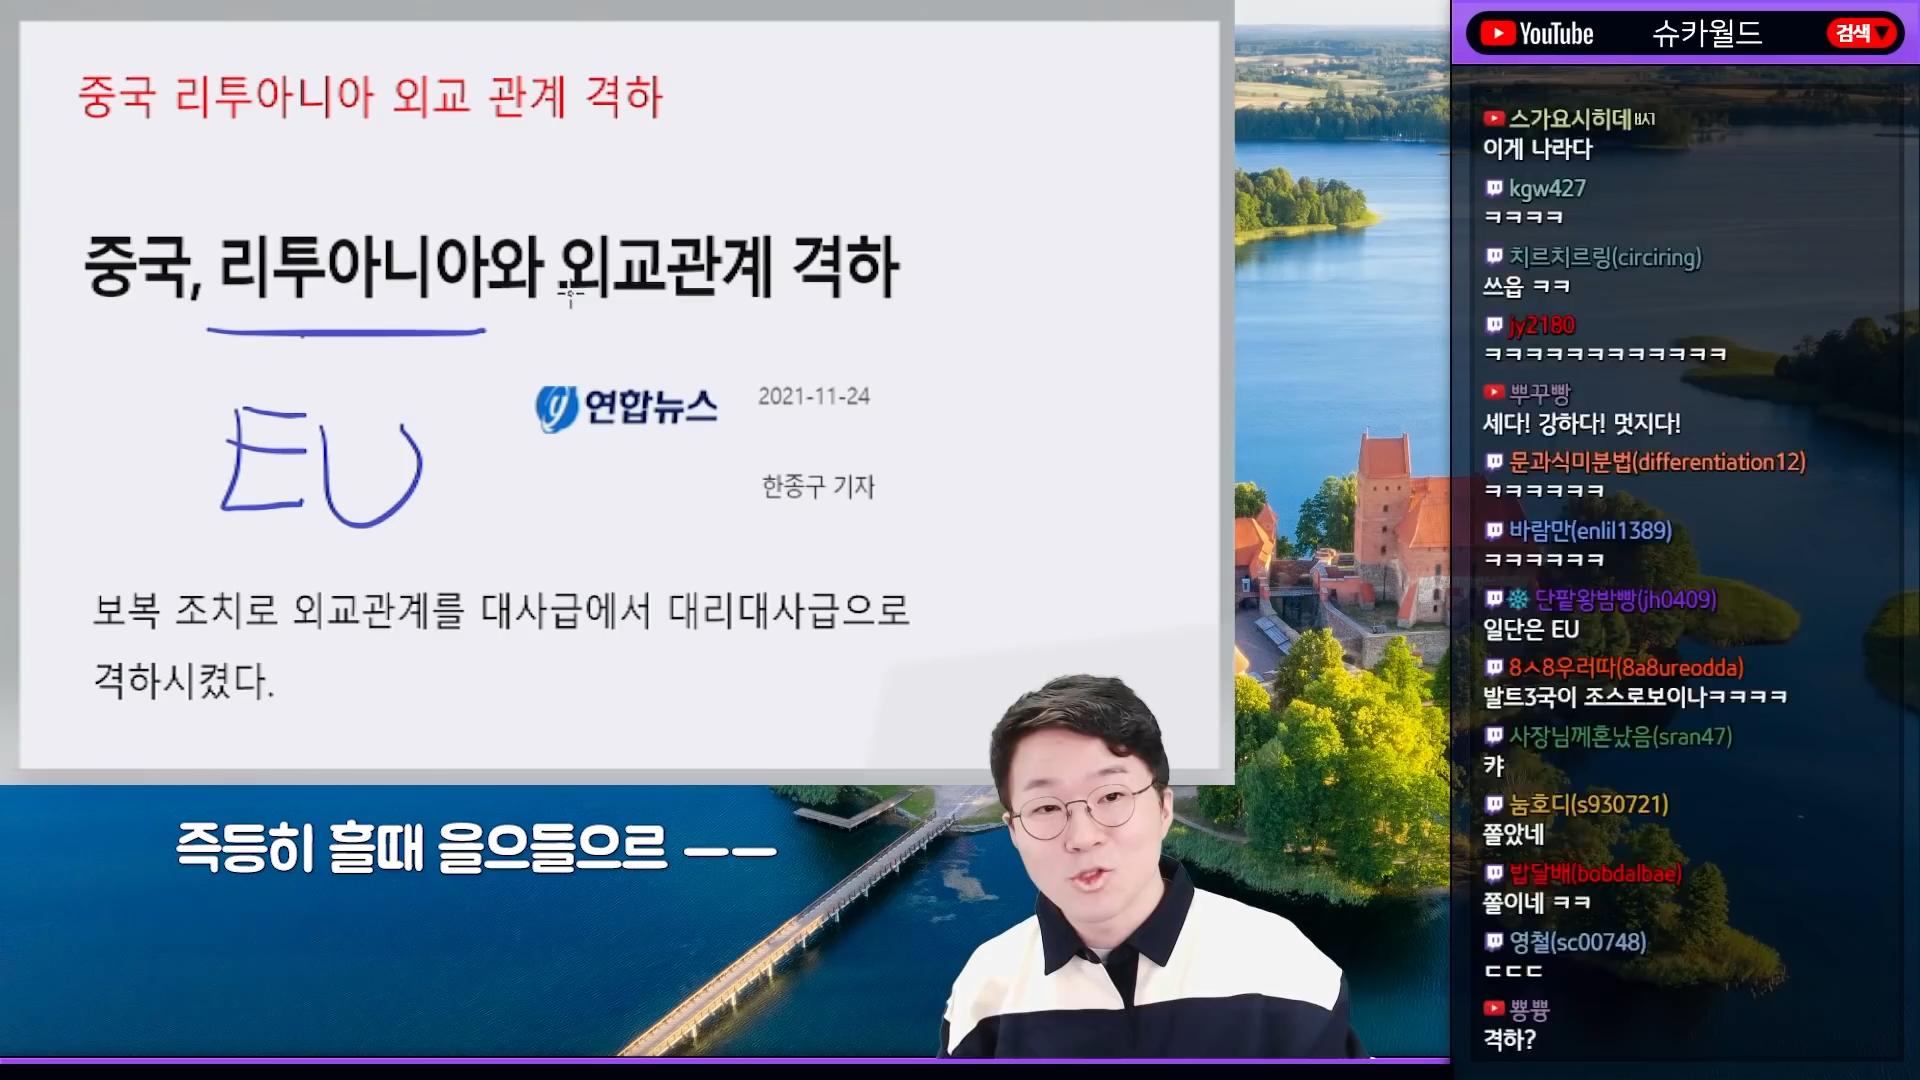 중국 리투아니아 외교 관계 격하
중국, 리투아니아와 외교관계 격하
EU
연합뉴스
2021-11-24
한종구 기자
보복 조치로 외교관계를 대사급에서 대리대사급으로
격하시켰다.
즉등히 흘때 을으들으르 ㅡㅡ
YouTube 슈카월드 검색▼
스가요시히데
이게 나라다
kgw427
ㅋㅋㅋㅋ
치르치르링(circiring)
쓰읍 ㅋㅋ
jy2180
ㅋㅋㅋㅋㅋㅋㅋㅋㅋㅋㅋㅋ
뿌꾸빵
세다! 강하다! 멋지다!
문과식미분법(differentiation12)
ㅋㅋㅋㅋㅋㅋ
바람만(enlil1389)
ㅋㅋㅋㅋㅋㅋ
단팥왕밤빵(jh0409)
일단은 EU
8ㅅ8우러따(8a8ureodda)
발트3국이 조스로보이나ㅋㅋㅋㅋ
사장님께혼났음(sran47)
캬
눔호디(s930721)
쫄았네
밥달배(bobdalbae)
쫄이네 ㅋㅋ
영철(sc00748)
ㄷㄷㄷ
뿅쁑
격하?